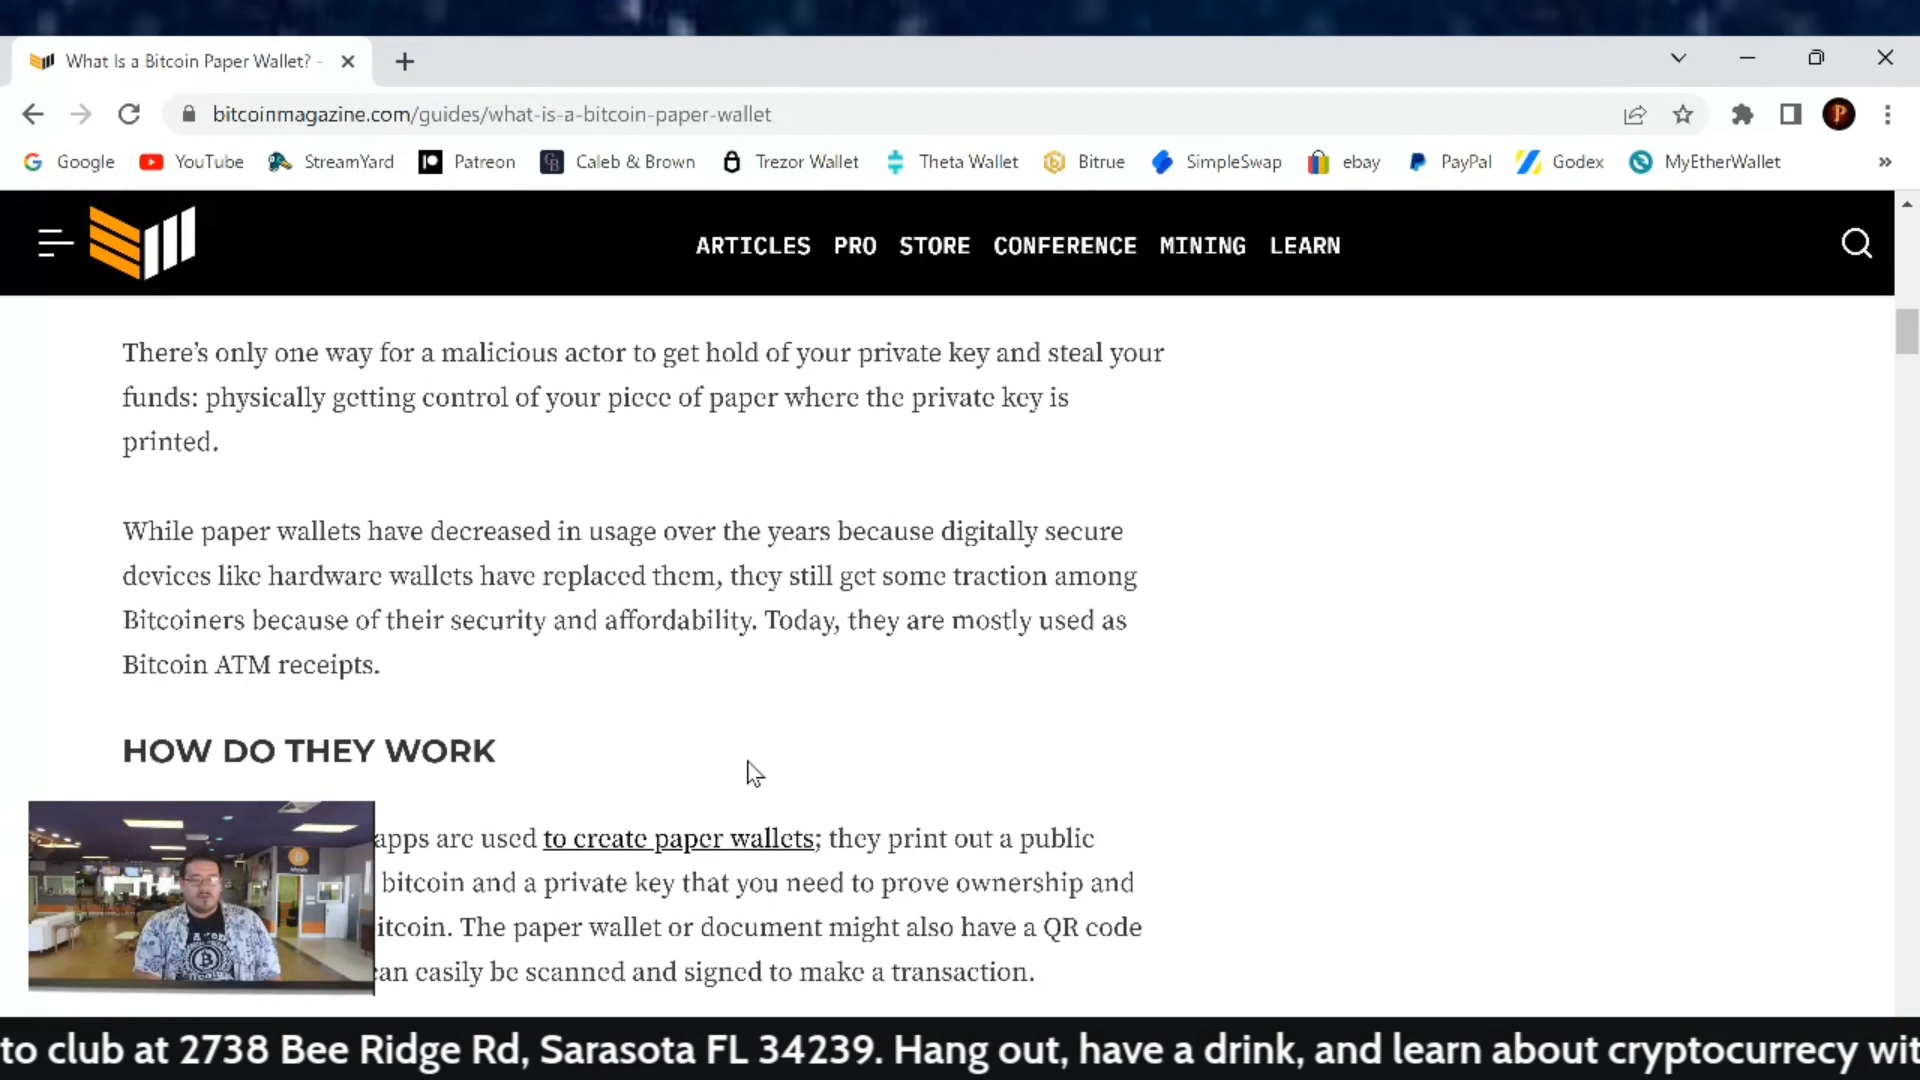 What Is a Bitcoin Paper Wallet? -
bitcoinmagazine.com/guides/what-is-a-bitcoin-paper-wallet
Google YouTube StreamYard Patreon Caleb & Brown Trezor Wallet Theta Wallet Bitrue SimpleSwap ebay PayPal Godex MyEtherWallet »
ARTICLES PRO STORE CONFERENCE MINING LEARN
There's only one way for a malicious actor to get hold of your private key and steal your
funds: physically getting control of your piece of paper where the private key is
printed.
While paper wallets have decreased in usage over the years because digitally secure
devices like hardware wallets have replaced them, they still get some traction among
Bitcoiners because of their security and affordability. Today, they are mostly used as
Bitcoin ATM receipts.
HOW DO THEY WORK
apps are used to create paper wallets; they print out a public
bitcoin and a private key that you need to prove ownership and
itcoin. The paper wallet or document might also have a QR code
an easily be scanned and signed to make a transaction.
to club at 2738 Bee Ridge Rd, Sarasota FL 34239. Hang out, have a drink, and learn about cryptocurrecy wit